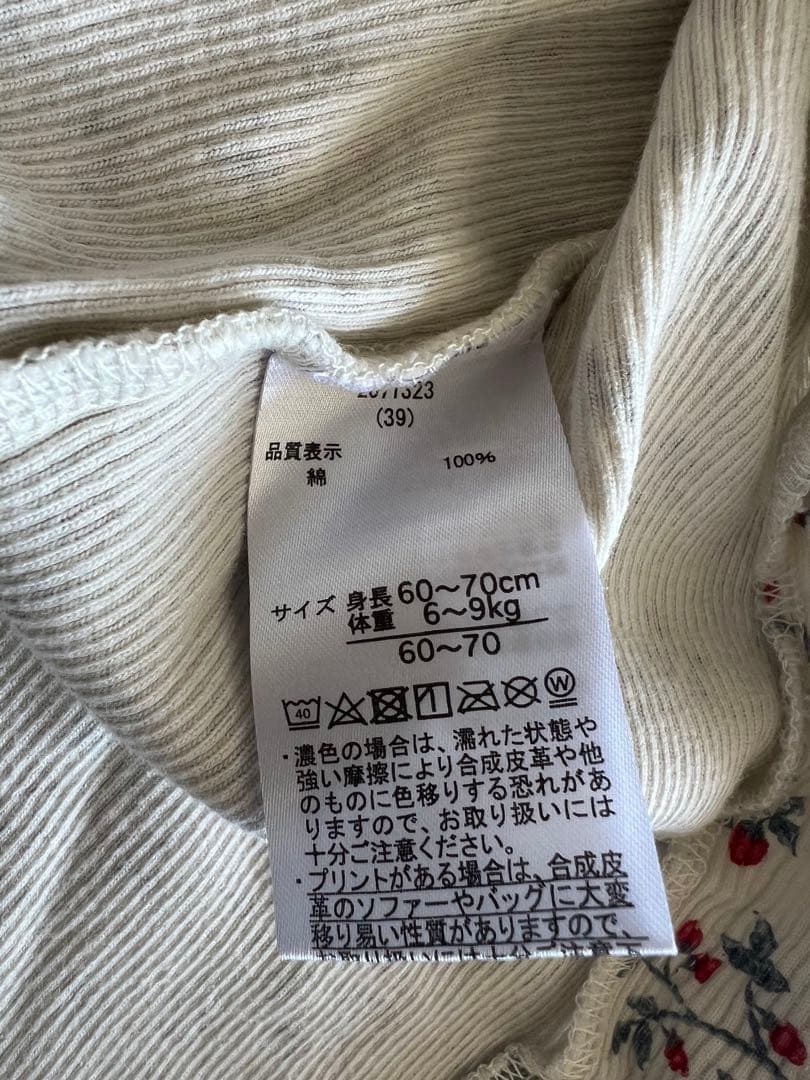 (39)
品質表示
綿 100%
サイズ 身長 60〜70cm
体重 6〜9kg
60〜70
40 W
・濃色の場合は、濡れた状態や
強い摩擦により合成皮革や他
のものに色移りする恐れがあ
りますので、お取り扱いには
十分ご注意ください。
・プリントがある場合は、合成皮
革のソファーやバッグに大変
移り易い性質がありますので、